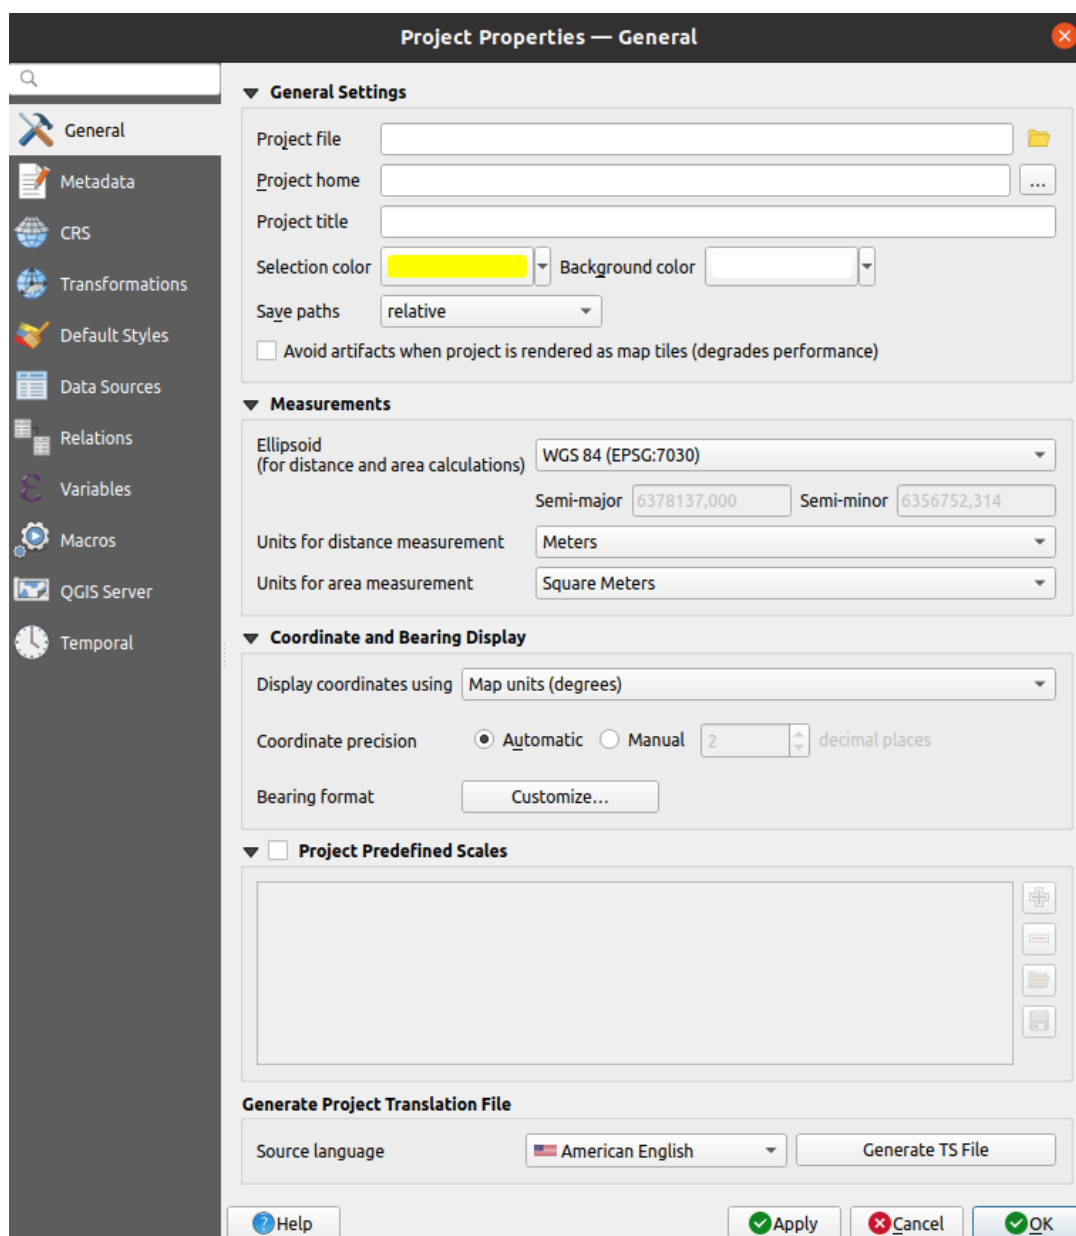 Project Properties — General
General
Metadata
CRS
Transformations
Default Styles
Data Sources
Relations
Variables
Macros
QGIS Server
Temporal
General Settings
Project file
Project home ...
Project title
Selection color Background color
Save paths relative
Avoid artifacts when project is rendered as map tiles (degrades performance)
Measurements
Ellipsoid
(for distance and area calculations) WGS 84 (EPSG:7030)
Semi-major 6378137,000 Semi-minor 6356752,314
Units for distance measurement Meters
Units for area measurement Square Meters
Coordinate and Bearing Display
Display coordinates using Map units (degrees)
Coordinate precision Automatic Manual 2 decimal places
Bearing format Customize...
Project Predefined Scales
Generate Project Translation File
Source language American English Generate TS File
Help Apply Cancel OK